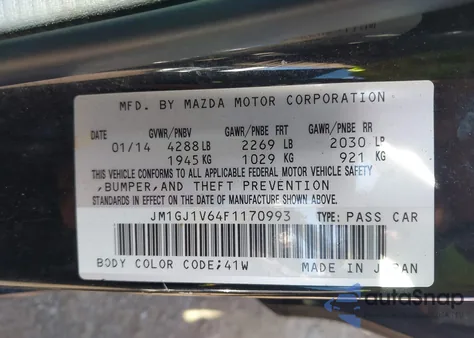 MFD. BY MAZDA MOTOR CORPORATION
DATE GVWR/PNBV GAWR/PNBE FRT GAWR/PNBE RR
01/14 4288 LB 2269 LB 2030 LB
1945 KG 1029 KG 921 KG
THIS VEHICLE CONFORMS TO ALL APPLICABLE FEDERAL MOTOR VEHICLE SAFETY
,BUMPER,AND THEFT PREVENTION
STANDARDS IN EFFECT ON THE DATE OF MANUFACTURE SHOWN ABOVE.
JM1GJ1V64F1170993 TYPE: PASS CAR
BODY COLOR CODE;41W MADE IN JAPAN
autoSnap